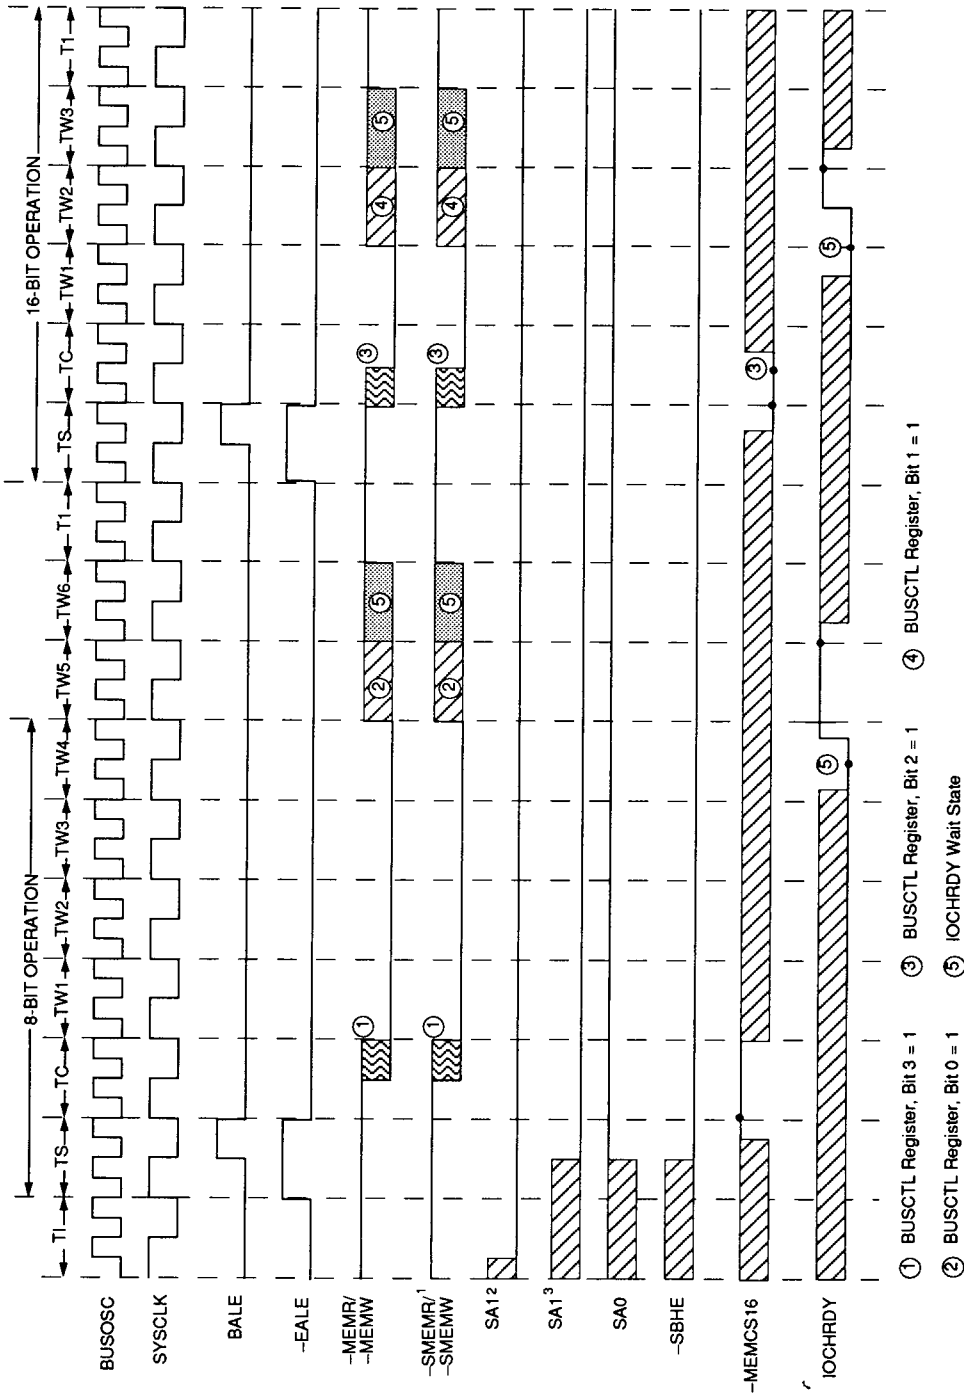 8-BIT OPERATION 16-BIT OPERATION
TI TS TC TW1 TW2 TW3 TW4 TW5 TW6 T1 TS TC TW1 TW2 TW3 T1
BUSOSC
SYSCLK
BALE
–EALE
–MEMR/
–MEMW
① ② ⑤ ③ ④ ⑤
–SMEMR/¹
–SMEMW
① ② ⑤ ③ ④ ⑤
SA1²
SA1³
SA0
–SBHE
–MEMCS16 ③
IOCHRDY ⑤ ⑤
① BUSCTL Register, Bit 3 = 1 ③ BUSCTL Register, Bit 2 = 1 ④ BUSCTL Register, Bit 1 = 1
② BUSCTL Register, Bit 0 = 1 ⑤ IOCHRDY Wait State